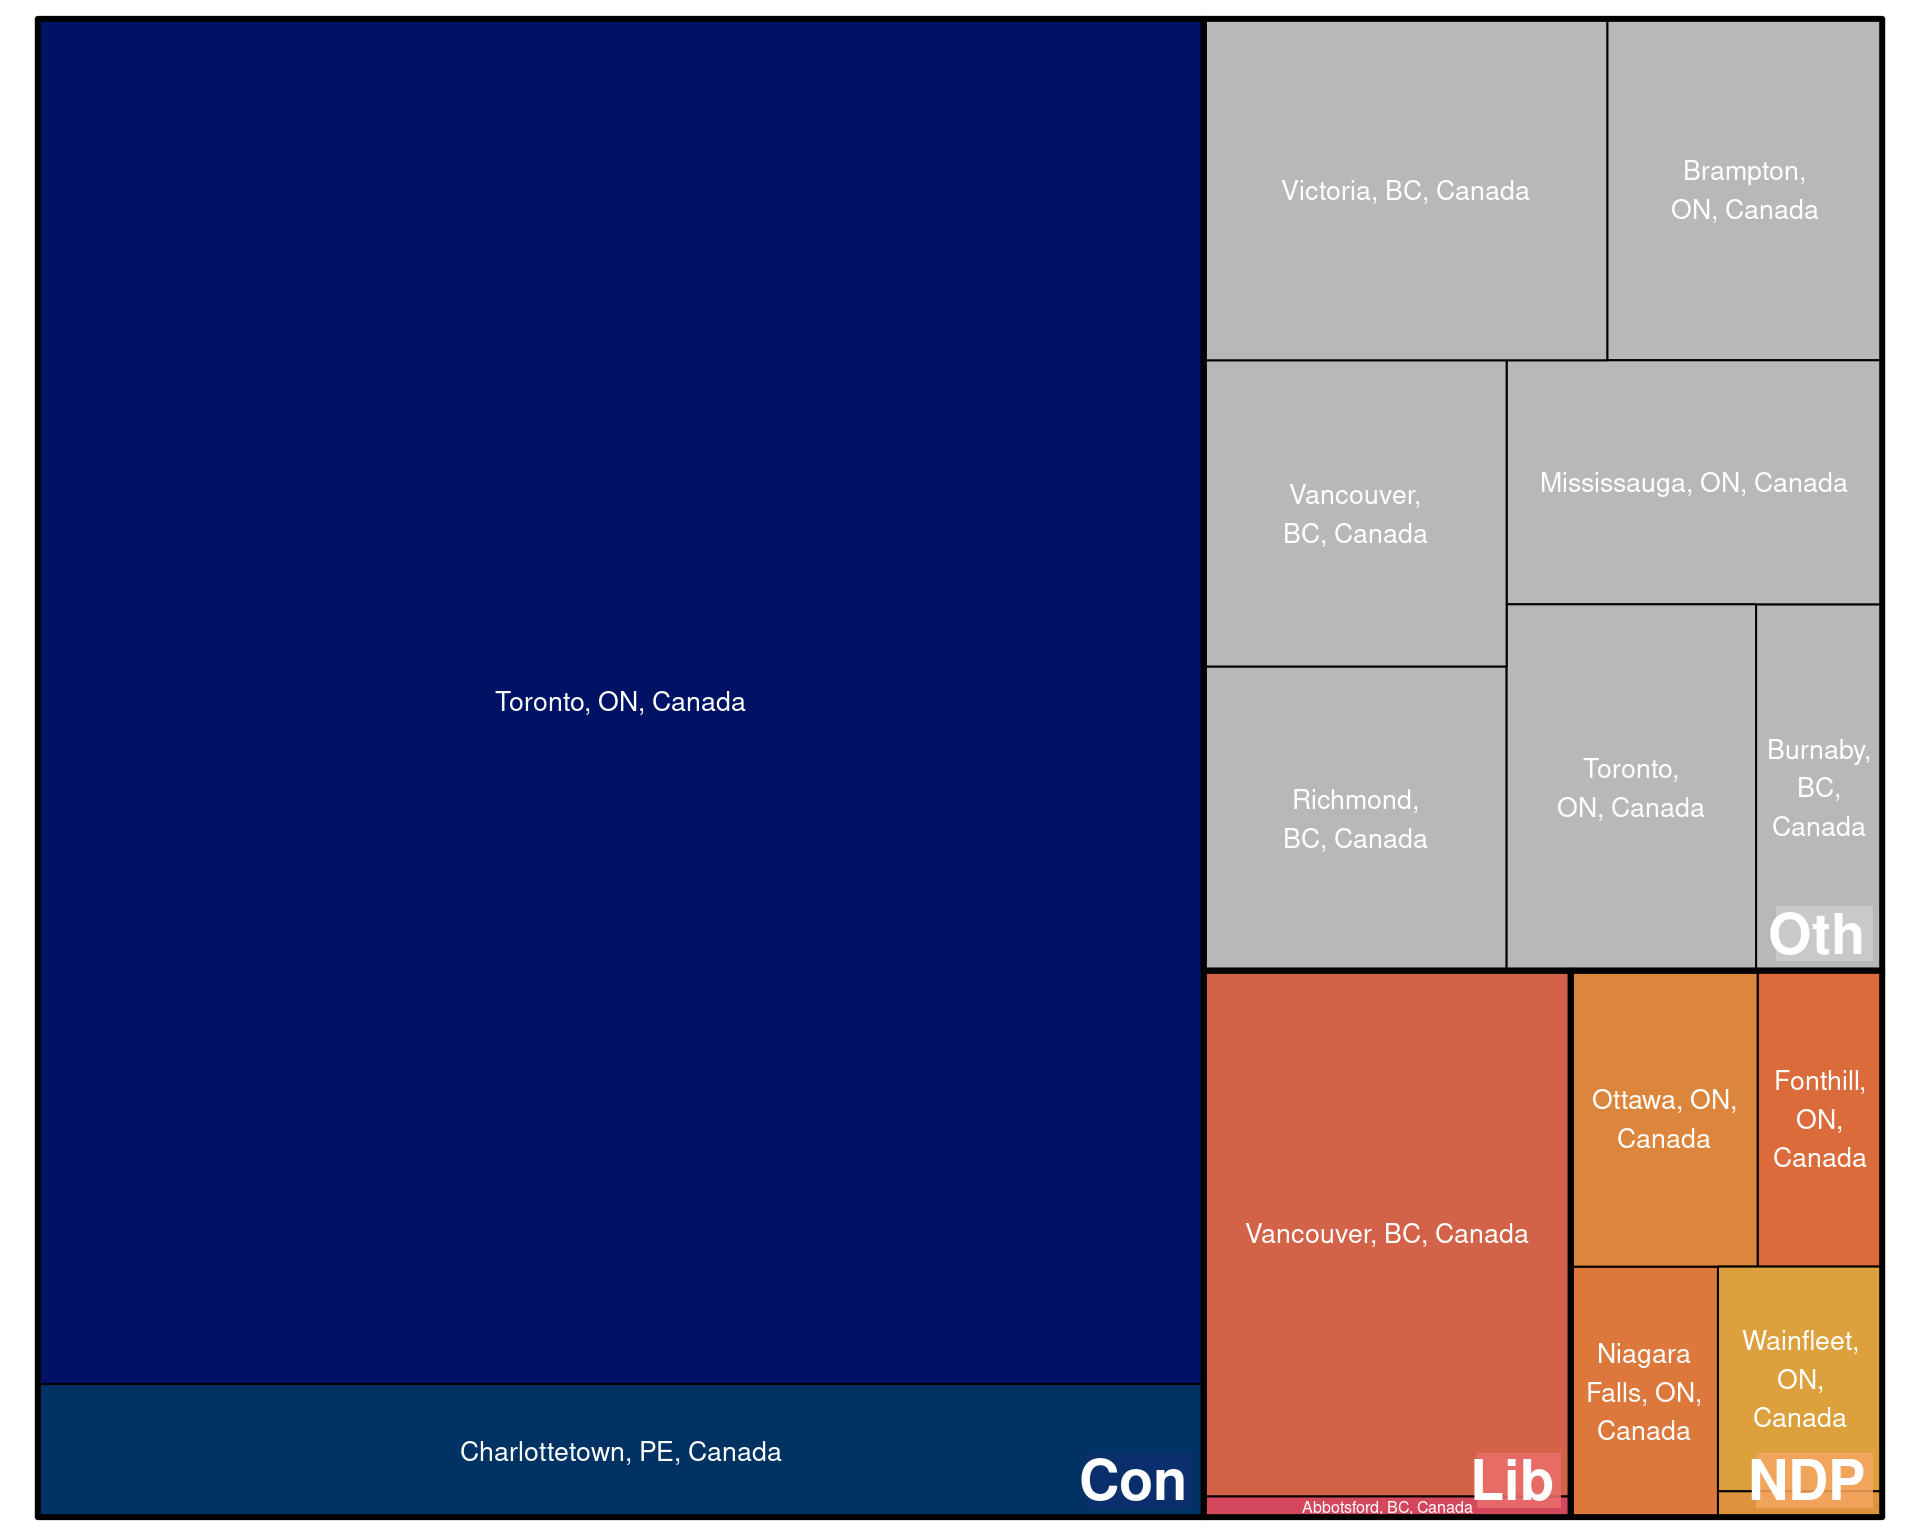 Toronto, ON, Canada
Charlottetown, PE, Canada
Con
Victoria, BC, Canada
Brampton,
ON, Canada
Vancouver,
BC, Canada
Mississauga, ON, Canada
Richmond,
BC, Canada
Toronto,
ON, Canada
Burnaby,
BC,
Canada
Oth
Vancouver, BC, Canada
Abbotsford, BC, Canada
Lib
Ottawa, ON,
Canada
Fonthill,
ON,
Canada
Niagara
Falls, ON,
Canada
Wainfleet,
ON,
Canada
NDP